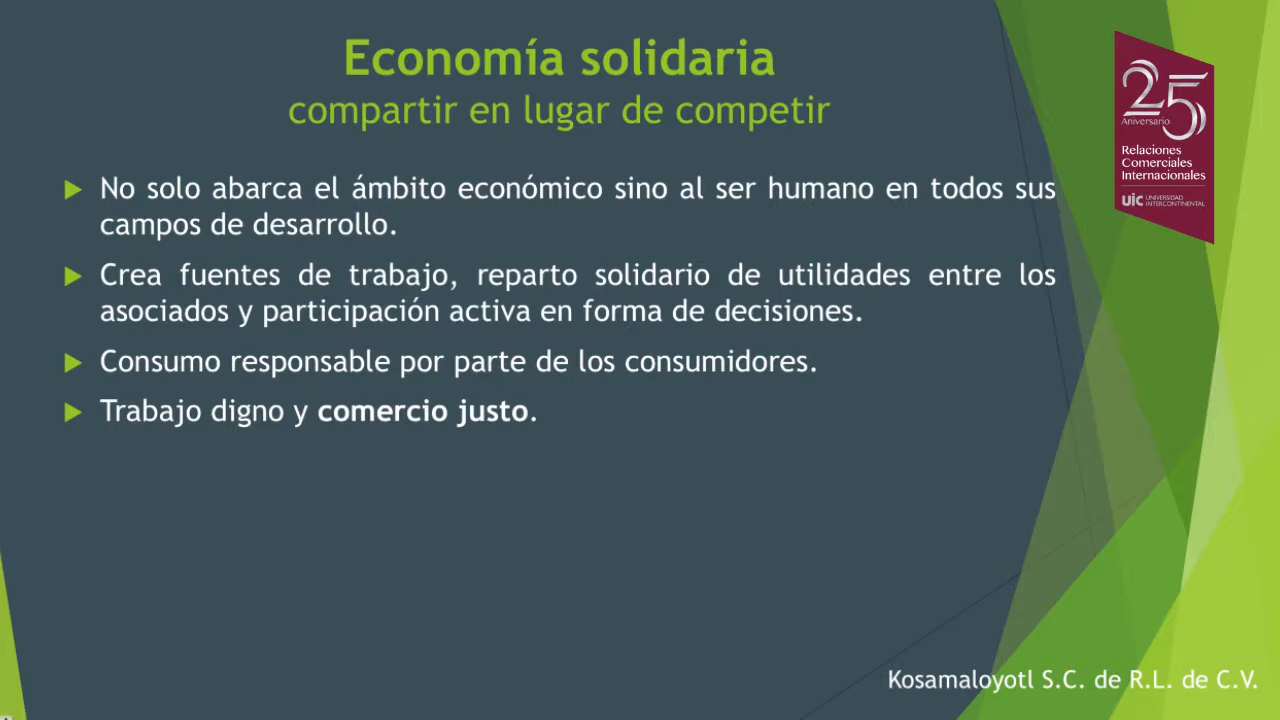 Economía solidaria
compartir en lugar de competir
No solo abarca el ámbito económico sino al ser humano en todos sus
campos de desarrollo.
Crea fuentes de trabajo, reparto solidario de utilidades entre los
asociados y participación activa en forma de decisiones.
Consumo responsable por parte de los consumidores.
Trabajo digno y comercio justo.
25
Aniversario
Relaciones
Comerciales
Internacionales
UIC UNIVERSIDAD
INTERCONTINENTAL
Kosamaloyotl S.C. de R.L. de C.V.